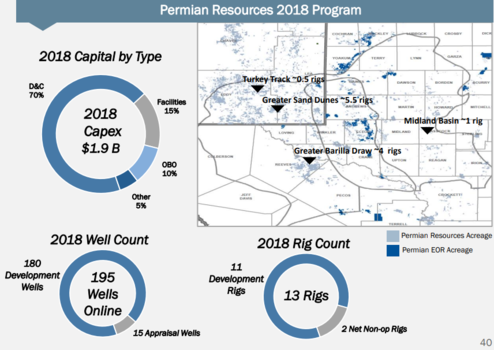 Permian Resources 2018 Program
2018 Capital by Type
D&C
70%
Facilities
15%
2018
Capex
$1.9 B
OBO
10%
Other
5%
Turkey Track ~0.5 rigs
Greater Sand Dunes ~5.5 rigs
Midland Basin ~1 rig
Greater Barilla Draw ~4 rigs
Permian Resources Acreage
Permian EOR Acreage
2018 Well Count
180
Development
Wells
195
Wells
Online
15 Appraisal Wells
2018 Rig Count
11
Development
Rigs
13 Rigs
2 Net Non-op Rigs
40